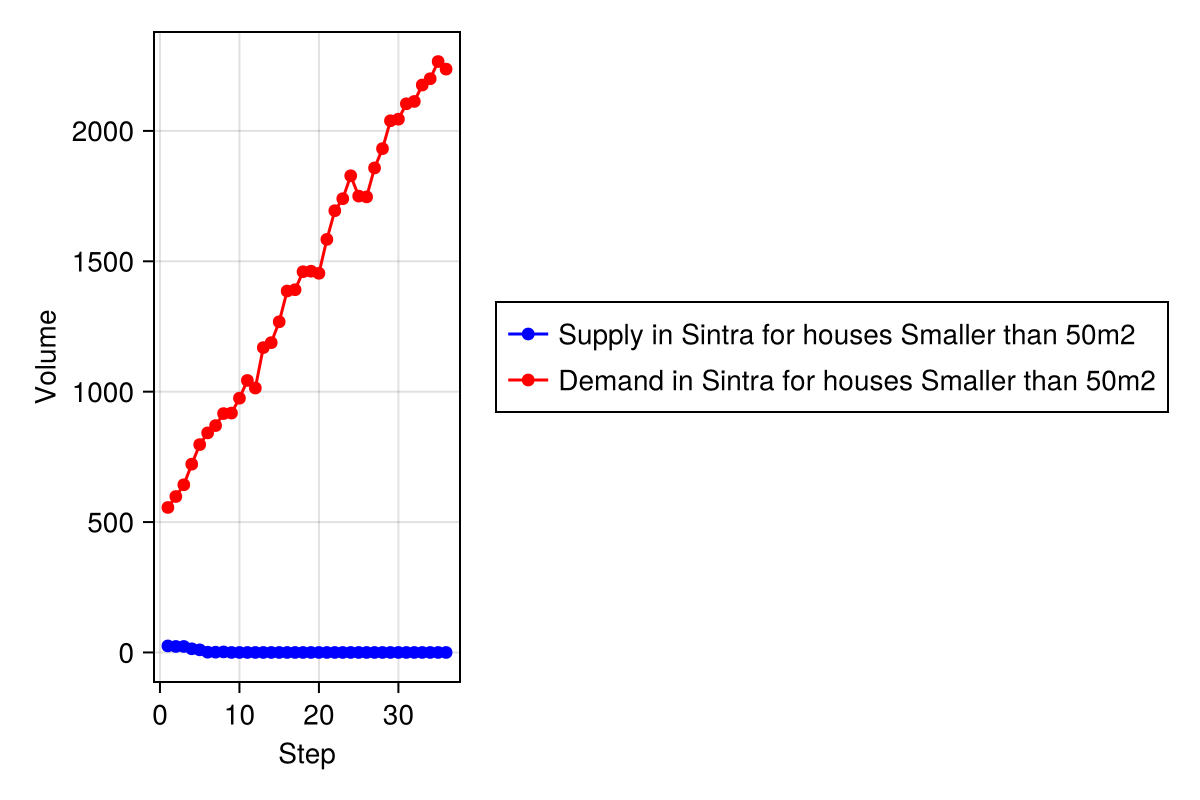 2000
1500
1000
500
0
Volume
0 10 20 30
Step
Supply in Sintra for houses Smaller than 50m2
Demand in Sintra for houses Smaller than 50m2